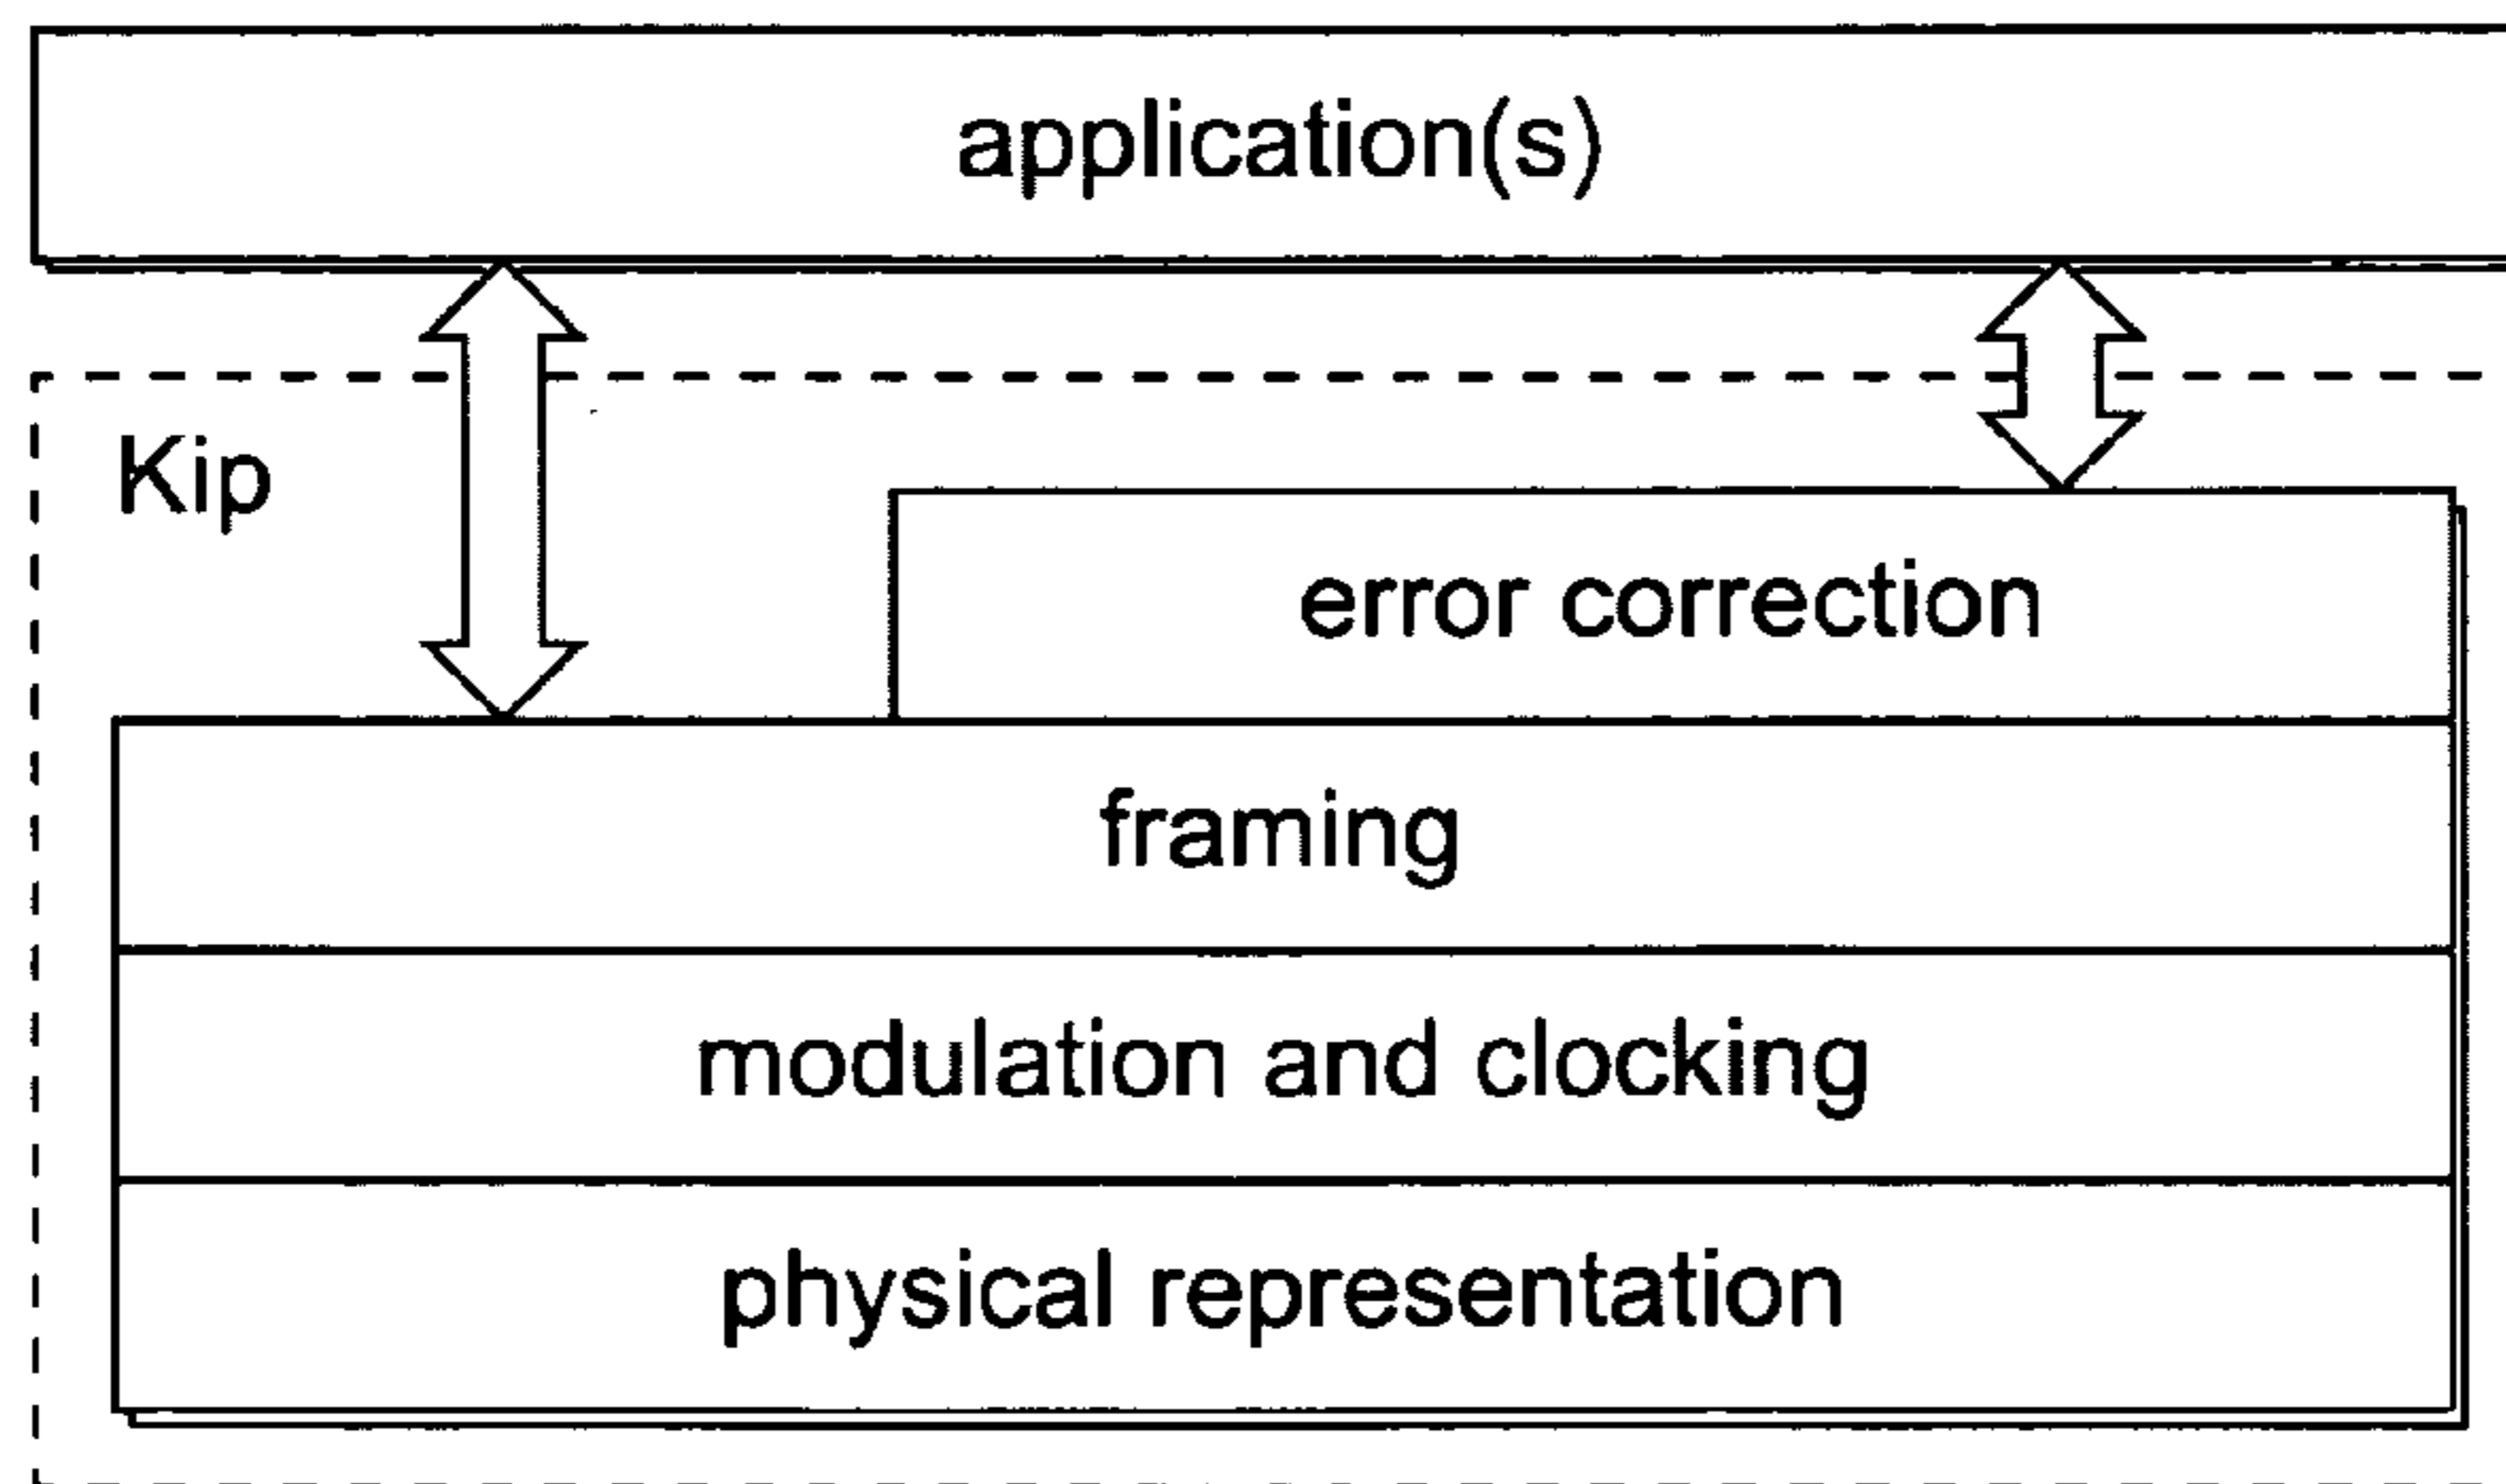 application(s)
Kip
error correction
framing
modulation and clocking
physical representation